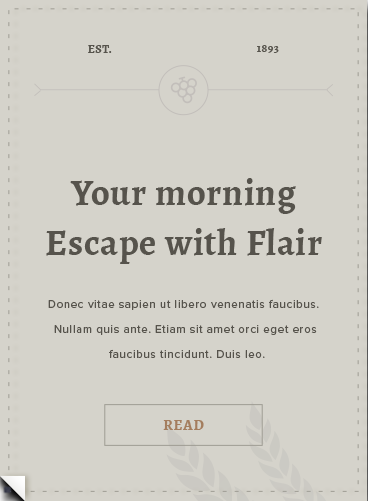 EST. 1893
Your morning
Escape with Flair
Donec vitae sapien ut libero venenatis faucibus.
Nullam quis ante. Etiam sit amet orci eget eros
faucibus tincidunt. Duis leo.
READ